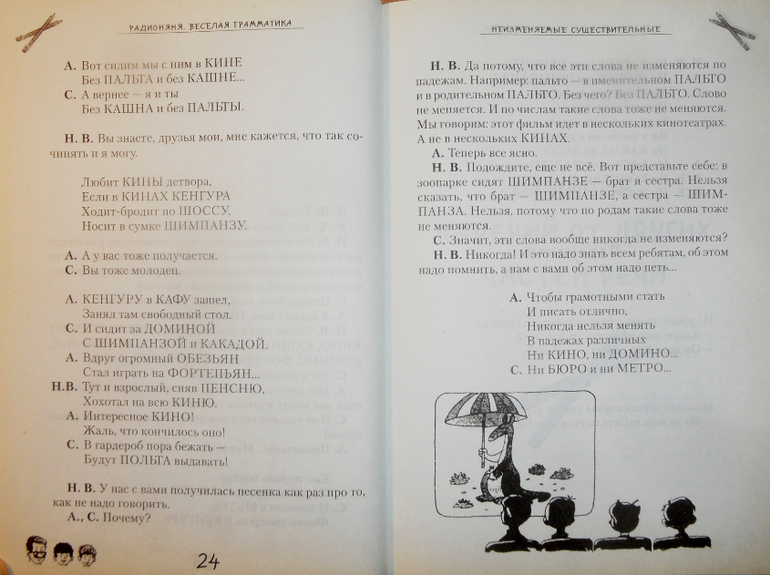 РАДИОНЯНЯ. ВЕСЕЛАЯ ГРАММАТИКА
А. Вот сидим мы с ним в КИНЕ
Без ПАЛЬТА и без КАШНЕ...
С. А вернее — я и ты
Без КАШНА и без ПАЛЬТЫ.
Н. В. Вы знаете, друзья мои, мне кажется, что так со-
чинять и я могу.
Любит КИНЫ детвора,
Если в КИНАХ КЕНГУРА
Ходит-бродит по ШОССУ,
Носит в сумке ШИМПАНЗУ.
А. А у вас тоже получается.
С. Вы тоже молодец.
А. КЕНГУРУ в КАФУ зашел,
Занял там свободный стол.
С. И сидит за ДОМИНОЙ
С ШИМПАНЗОЙ и КАКАДОЙ.
А. Вдруг огромный ОБЕЗЬЯН
Стал играть на ФОРТЕПЬЯН...
Н.В. Тут и взрослый, сняв ПЕНСНЮ,
Хохотал на всю КИНЮ.
А. Интересное КИНО!
Жаль, что кончилось оно!
С. В гардероб пора бежать —
Будут ПОЛЬТА выдавать!
Н. В. У нас с вами получилась песенка как раз про то,
как не надо говорить.
А., С. Почему?
24
НЕИЗМЕНЯЕМЫЕ СУЩЕСТВИТЕЛЬНЫЕ
Н. В. Да потому, что все эти слова не изменяются по
падежам. Например: пальто — в именительном ПАЛЬТО
и в родительном ПАЛЬТО. Без чего? Без ПАЛЬТО. Слово
не меняется. И по числам такие слова тоже не меняются.
Мы говорим: этот фильм идет в нескольких кинотеатрах.
А не в нескольких КИНАХ.
А. Теперь все ясно.
Н. В. Подождите, еще не всё. Вот представьте себе: в
зоопарке сидят ШИМПАНЗЕ — брат и сестра. Нельзя
сказать, что брат — ШИМПАНЗЕ, а сестра — ШИМ-
ПАНЗА. Нельзя, потому что по родам такие слова тоже
не меняются.
С. Значит, эти слова вообще никогда не изменяются?
Н. В. Никогда! И это надо знать всем ребятам, об этом
надо помнить, а нам с вами об этом надо петь...
А. Чтобы грамотными стать
И писать отлично,
Никогда нельзя менять
В падежах различных
Ни КИНО, ни ДОМИНО...
С. Ни БЮРО и ни МЕТРО...